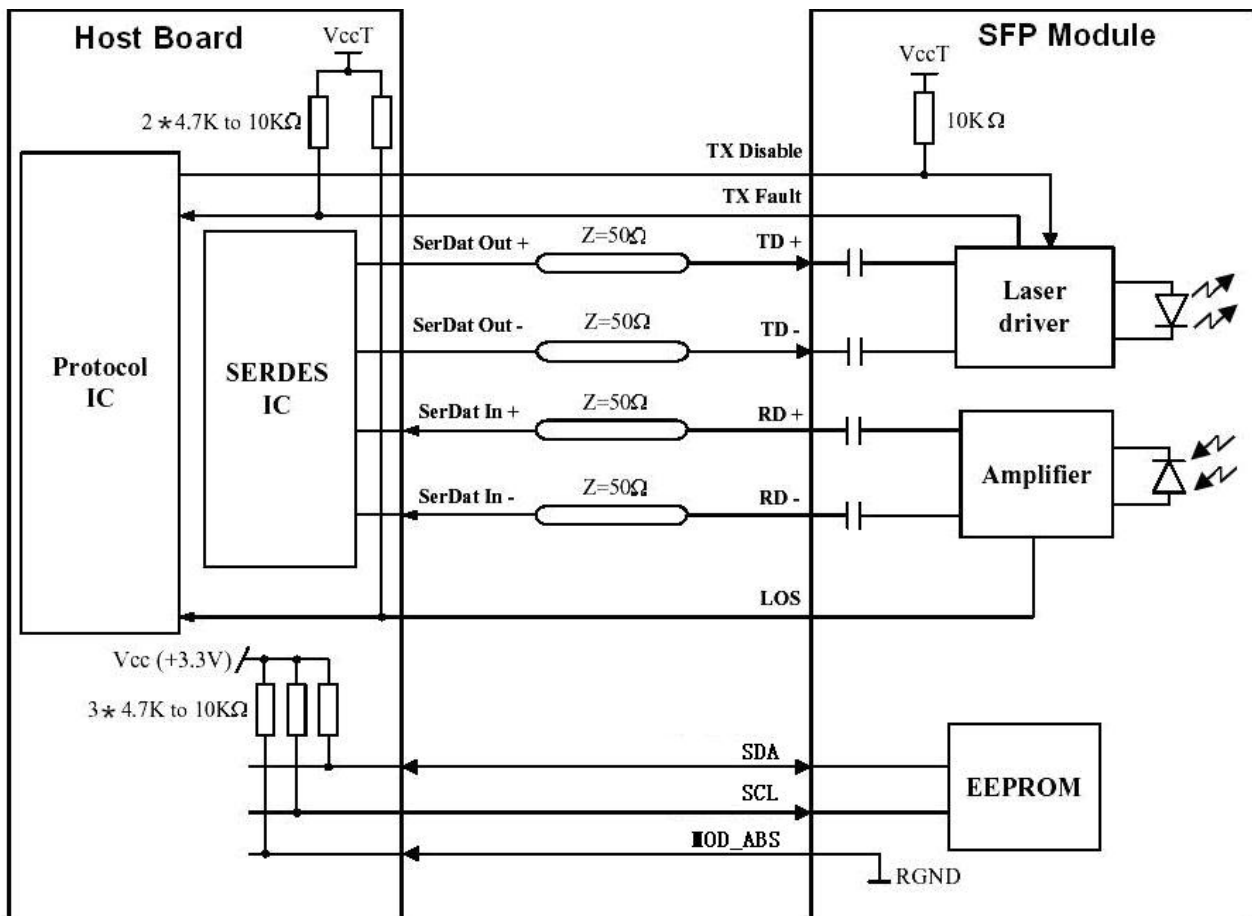 Host Board
SFP Module
VccT
VccT
2*4.7K to 10KΩ
10KΩ
TX Disable
TX Fault
SerDat Out +
Z=50Ω
TD +
Laser
driver
SerDat Out -
Z=50Ω
TD -
Protocol
IC
SERDES
IC
SerDat In +
Z=50Ω
RD +
Amplifier
SerDat In -
Z=50Ω
RD -
LOS
Vcc (+3.3V)
3*4.7K to 10KΩ
SDA
SCL
EEPROM
MOD_ABS
RGND